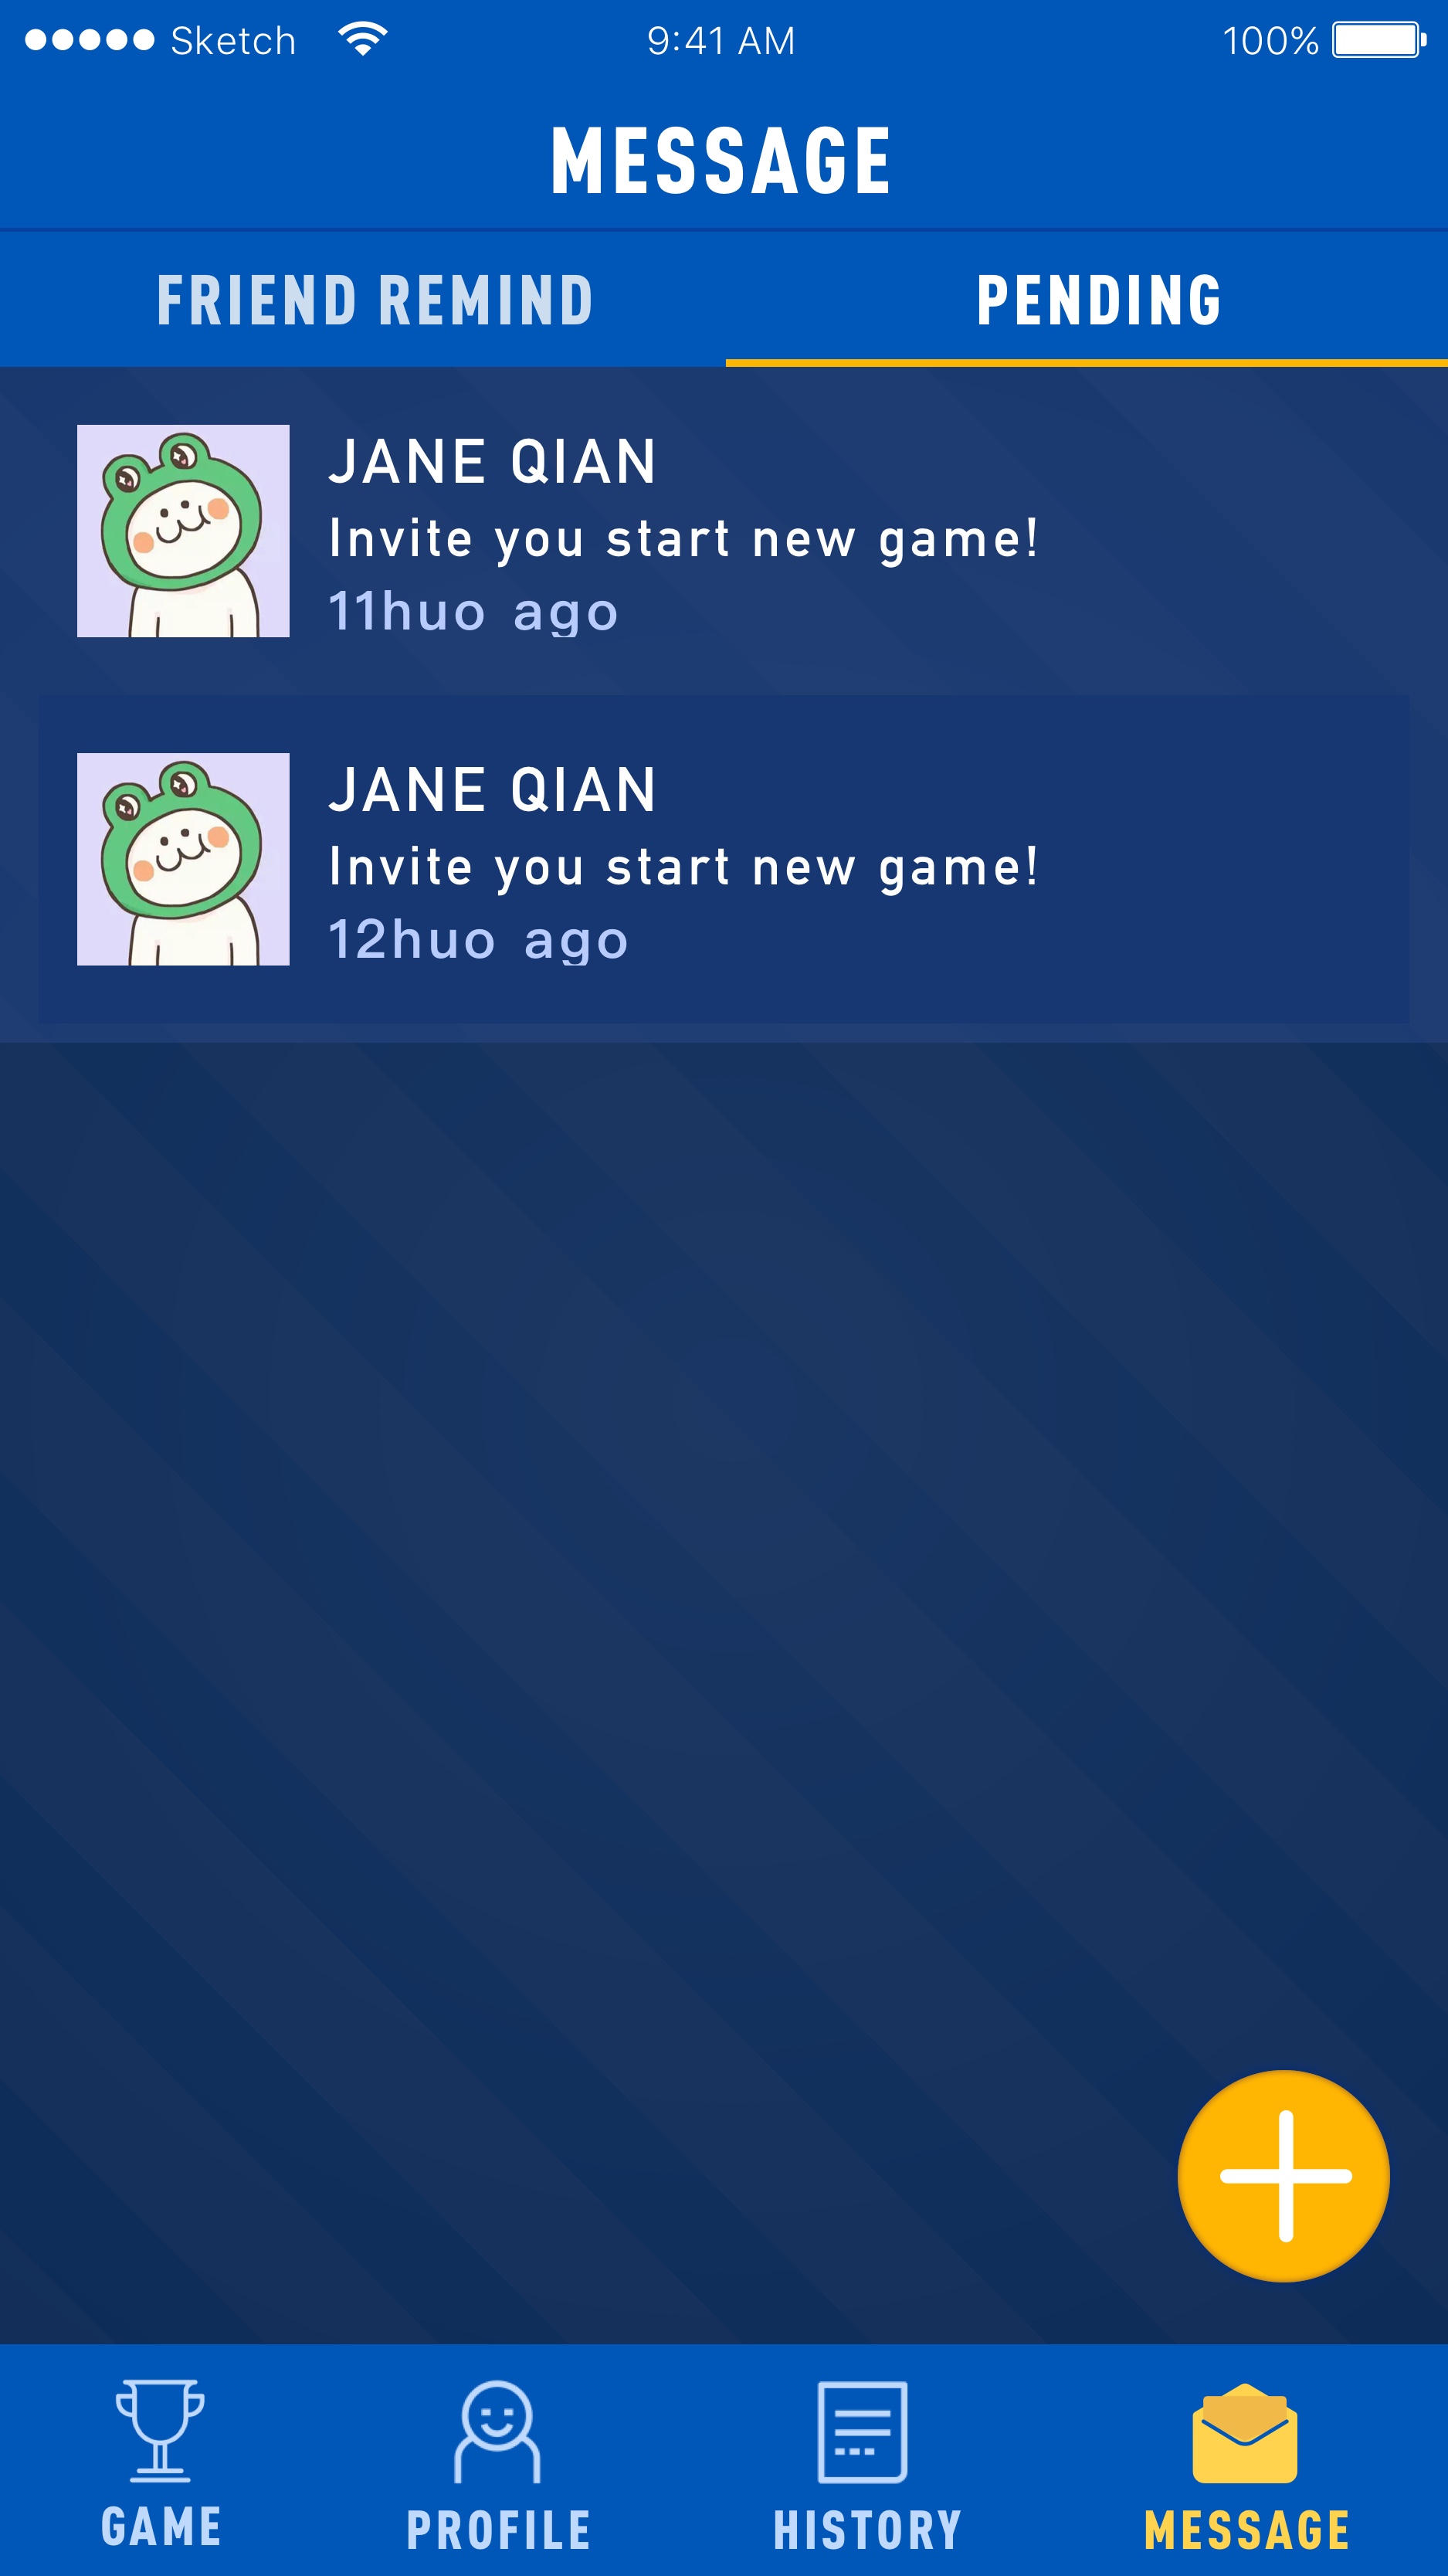 Sketch 9:41 AM 100%
MESSAGE
FRIEND REMIND PENDING
JANE QIAN
Invite you start new game!
11huo ago
JANE QIAN
Invite you start new game!
12huo ago
GAME PROFILE HISTORY MESSAGE